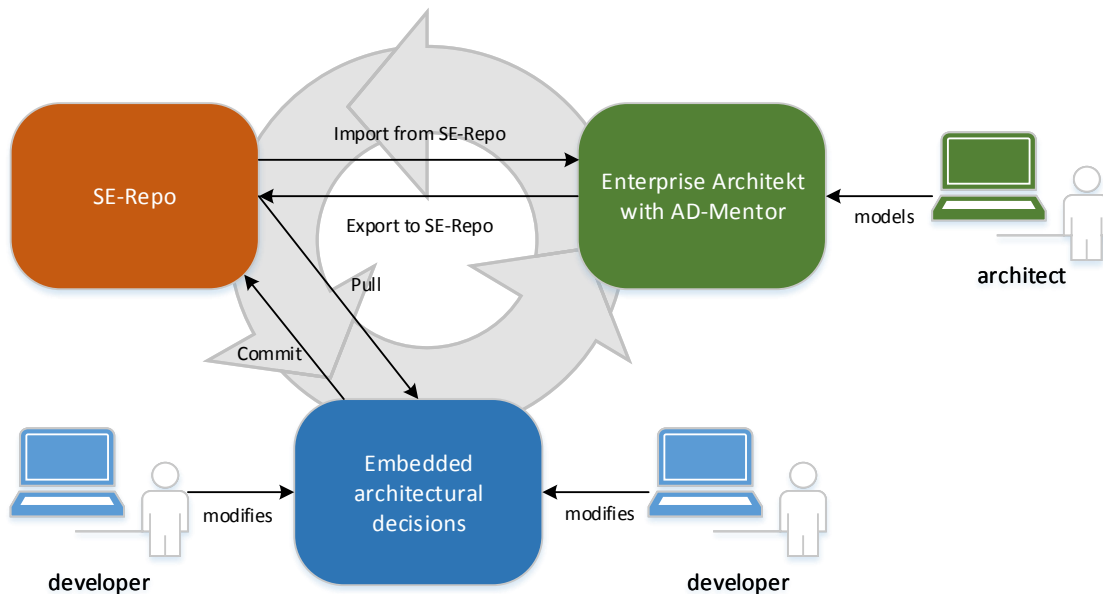 Import from SE-Repo
SE-Repo
Enterprise Architekt
with AD-Mentor
models
Export to SE-Repo
architect
Pull
Commit
Embedded
architectural
decisions
modifies
modifies
developer
developer